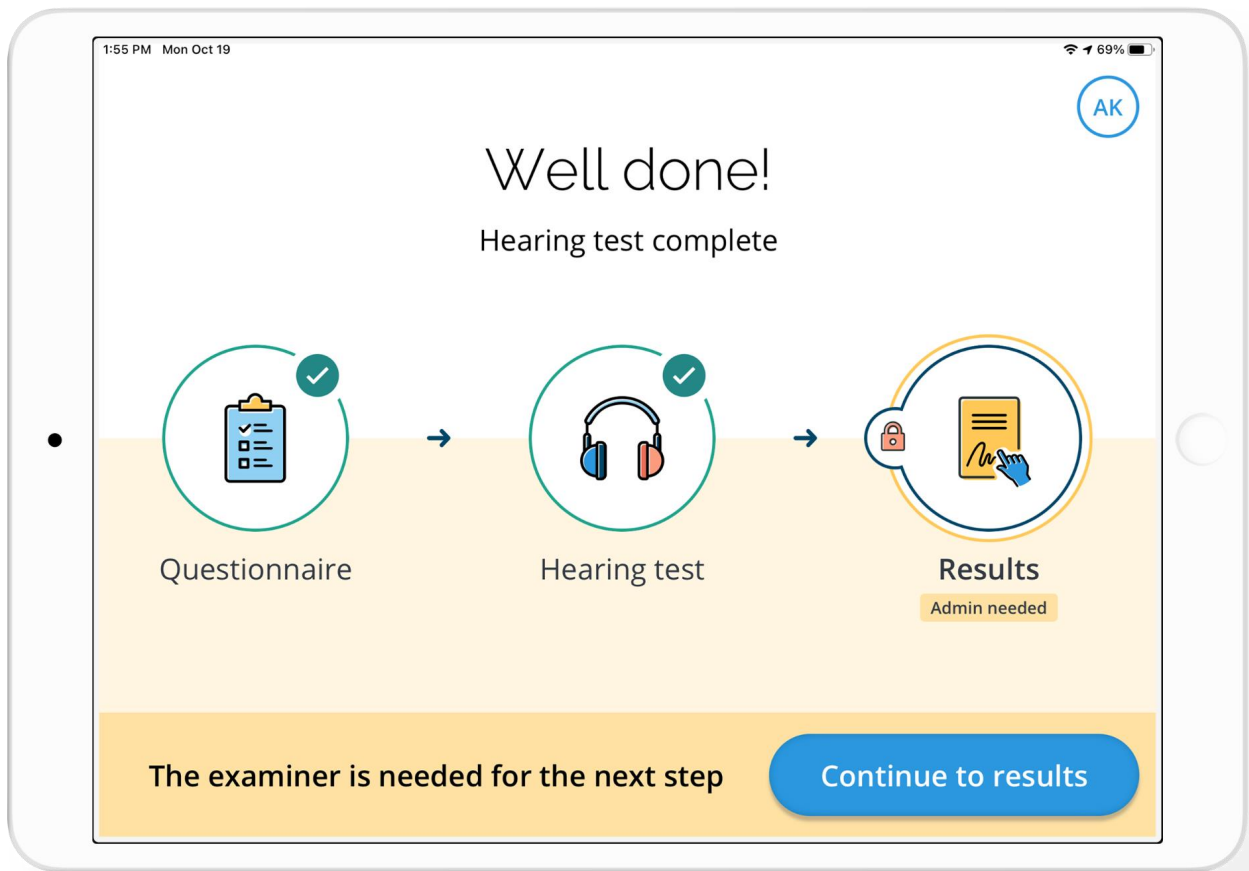 1:55 PM Mon Oct 19
69%
AK
Well done!
Hearing test complete
Questionnaire
Hearing test
Results
Admin needed
The examiner is needed for the next step
Continue to results